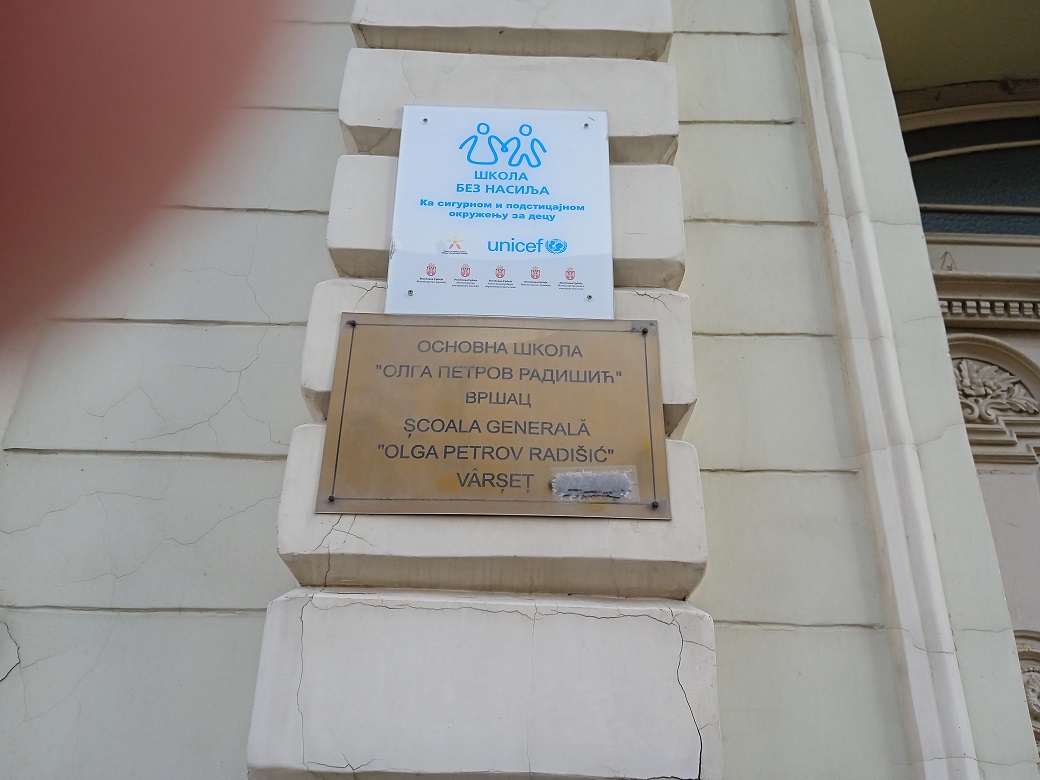 ШКОЛА
БЕЗ НАСИЉА
Ка сигурном и подстицајном
окружењу за децу
unicef
ОСНОВНА ШКОЛА
"ОЛГА ПЕТРОВ РАДИШИЋ"
ВРШАЦ
ȘCOALA GENERALĂ
"OLGA PETROV RADIŠIĆ"
VÂRȘEȚ